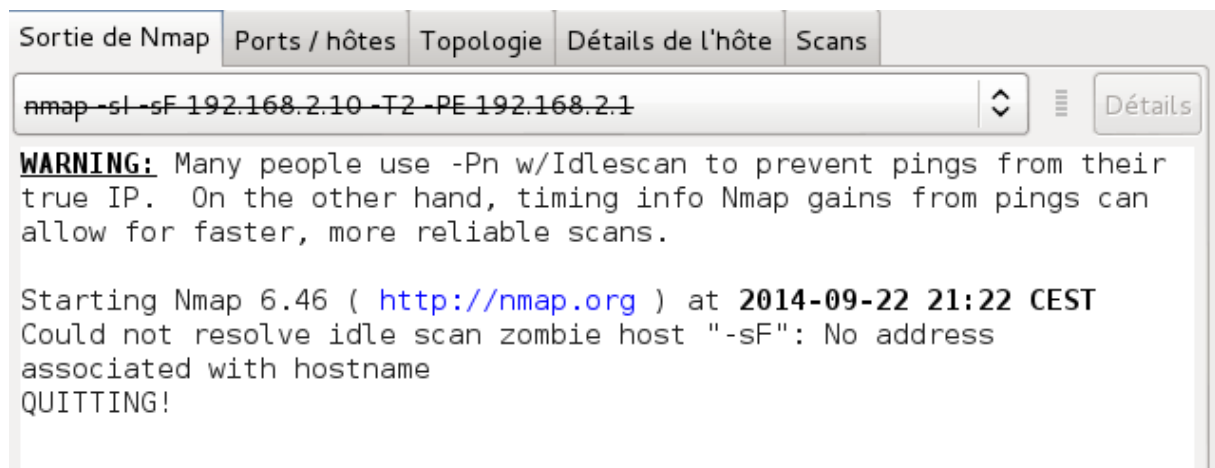 Sortie de Nmap Ports / hôtes Topologie Détails de l'hôte Scans
nmap -sI -sF 192.168.2.10 -T2 -PE 192.168.2.1 Détails
WARNING: Many people use -Pn w/Idlescan to prevent pings from their
true IP.  On the other hand, timing info Nmap gains from pings can
allow for faster, more reliable scans.
Starting Nmap 6.46 ( http://nmap.org ) at 2014-09-22 21:22 CEST
Could not resolve idle scan zombie host "-sF": No address
associated with hostname
QUITTING!